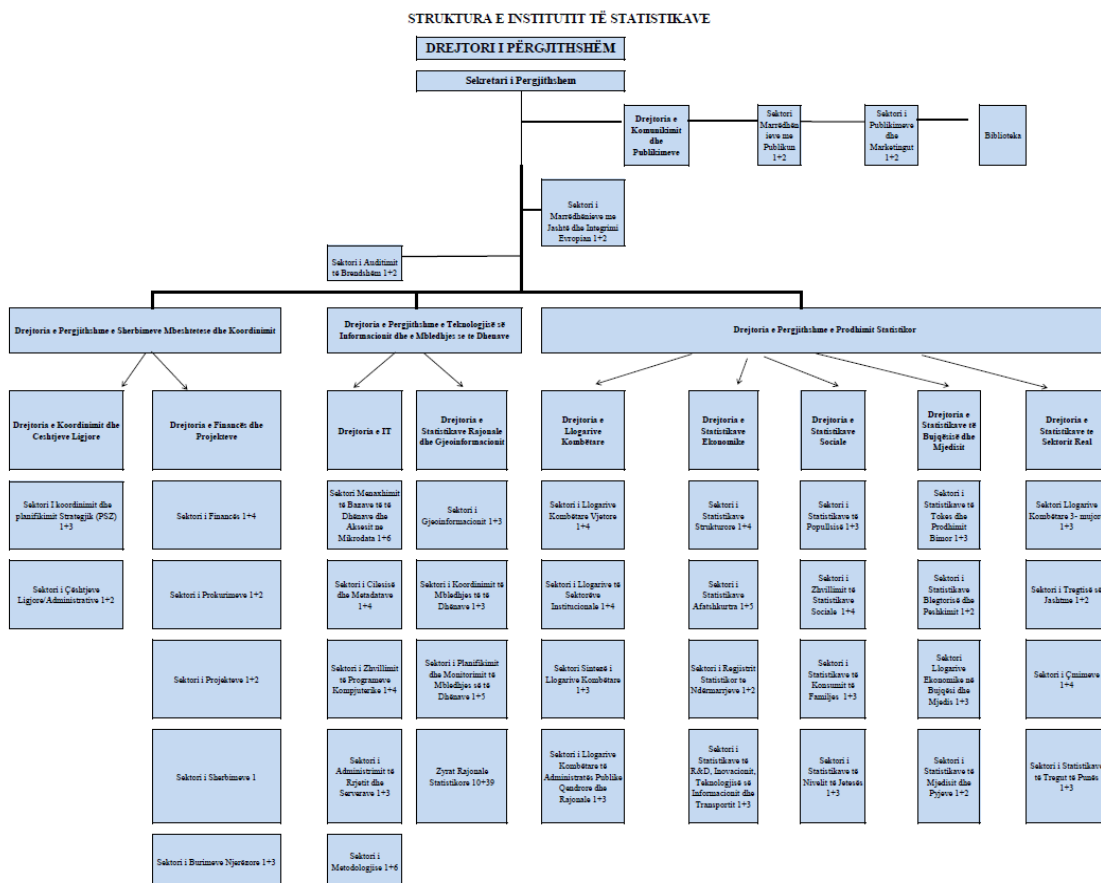 STRUKTURA E INSTITUTIT TË STATISTIKAVE
DREJTORI I PËRGJITHSHËM
Sekretari i Pergjithshem
Drejtoria e
Komunikimit
dhe
Publikimeve
Sektori
Marrëdhën
ieve me
Publikun
1+2
Sektori i
Publikimeve
dhe
Marketingut
1+2
Biblioteka
Sektori i
Marrëdhënieve me
Jashtë dhe Integrimi
Evropian 1+2
Sektori i Auditimit
të Brendshëm 1+2
Drejtoria e Pergjithshme e Sherbimeve Mbeshtetese dhe Koordinimit
Drejtoria e Pergjithshme e Teknologjisë së
Informacionit dhe e Mbledhjes se te Dhenave
Drejtoria e Pergjithshme e Prodhimit Statistikor
Drejtoria e Koordinimit dhe
Ceshtjeve Ligjore
Drejtoria e Financës dhe
Projekteve
Drejtoria e IT
Drejtoria e
Statistikave Rajonale
dhe Gjeoinformacionit
Drejtoria e
Llogarive
Kombëtare
Drejtoria e
Statistikave
Ekonomike
Drejtoria e
Statistikave
Sociale
Drejtoria e
Statistikave të
Bujqësisë dhe
Mjedisit
Drejtoria e
Statistikave te
Sektorit Real
Sektori I koordinimit dhe
planifikimit Strategjik (PSZ)
1+3
Sektori i Financës 1+4
Sektori Menaxhimit
të Bazave të të
Dhënave dhe
Aksesit ne
Mikrodata 1+6
Sektori i
Gjeoinformacionit 1+3
Sektori i Llogarive
Kombëtare Vjetore
1+4
Sektori i
Statistikave
Strukturore 1+4
Sektori i
Statistikave të
Popullsisë 1+3
Sektori i
Statistikave të
Tokes dhe
Prodhimit
Bimor 1+3
Sektori Llogarive
Kombëtare 3- mujore
1+3
Sektori i Çështjeve
Ligjore/Administrative 1+2
Sektori i Prokurimeve 1+2
Sektori i Cilesisë
dhe Metadatave
1+4
Sektori i Koordinimit të
Mbledhjes të të
Dhënave 1+3
Sektori i Llogarive të
Sektorëve
Institucionale 1+4
Sektori i
Statistikave
Afatshkurtra 1+5
Sektori i
Zhvillimit të
Statistikave
Sociale 1+4
Sektori i
Statistikave
Blegtorisë dhe
Peshkimit 1+2
Sektori i Tregtisë së
Jashtme 1+2
Sektori i Projekteve 1+2
Sektori i Zhvillimit
të Programeve
Kompjuterike 1+4
Sektori i Planifikimit
dhe Monitorimit të
Mbledhjes së të
Dhënave 1+5
Sektori Sintezë i
Llogarive Kombëtare
1+3
Sektori i Regjistrit
Statistikor te
Ndërmarrjeve 1+2
Sektori i
Statistikave të
Konsumit të
Familjes 1+3
Sektori
Llogarive
Ekonomike në
Bujqësi dhe
Mjedis 1+3
Sektori i Çmimeve
1+4
Sektori i Sherbimeve 1
Sektori i
Administrimit të
Rrjetit dhe
Serverave 1+3
Zyrat Rajonale
Statistikore 10+39
Sektori i Llogarive
Kombëtare të
Administratës Publike
Qendrore dhe
Rajonale 1+3
Sektori i
Statistikave të
R&D, Inovacionit,
Teknologjisë së
Informacionit dhe
Transportit 1+3
Sektori i
Statistikave të
Nivelit të Jetesës
1+3
Sektori i
Statistikave të
Mjedisit dhe
Pyjeve 1+2
Sektori i Statistikave
të Tregut të Punës
1+3
Sektori i Burimeve Njerëzore 1+3
Sektori i
Metodologjise 1+6